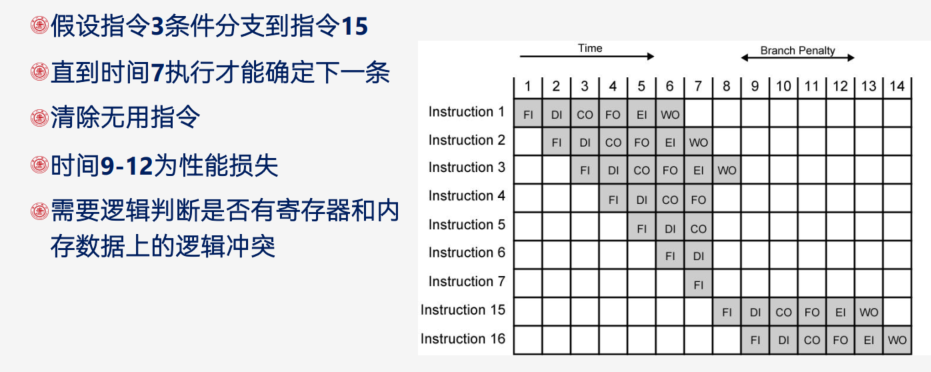 假设指令3条件分支到指令15
直到时间7执行才能确定下一条
清除无用指令
时间9-12为性能损失
需要逻辑判断是否有寄存器和内
存数据上的逻辑冲突
Time Branch Penalty
1 2 3 4 5 6 7 8 9 10 11 12 13 14
Instruction 1 FI DI CO FO EI WO
Instruction 2 FI DI CO FO EI WO
Instruction 3 FI DI CO FO EI WO
Instruction 4 FI DI CO FO
Instruction 5 FI DI CO
Instruction 6 FI DI
Instruction 7 FI
Instruction 15 FI DI CO FO EI WO
Instruction 16 FI DI CO FO EI WO